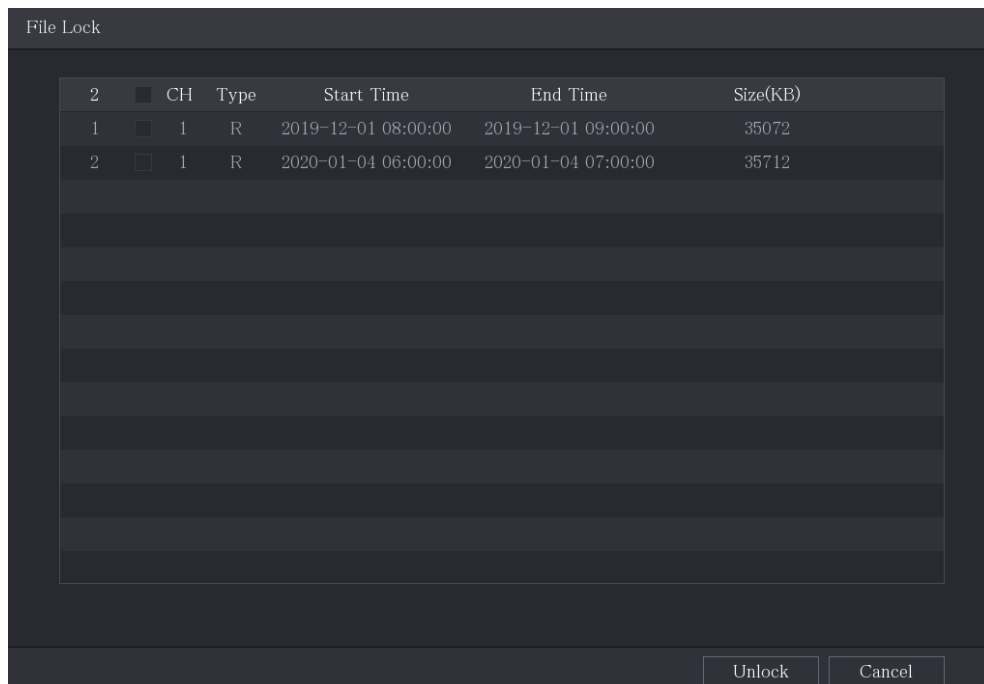 File Lock
2 CH Type Start Time End Time Size(KB)
1 1 R 2019-12-01 08:00:00 2019-12-01 09:00:00 35072
2 1 R 2020-01-04 06:00:00 2020-01-04 07:00:00 35712
Unlock Cancel